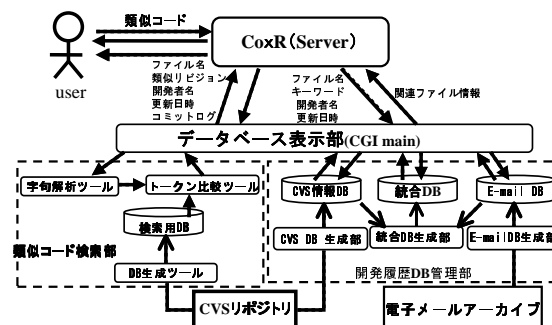 類似コード
CoxR(Server)
user
ファイル名
類似リビジョン
開発者名
更新日時
コミットログ
ファイル名
キーワード
開発者名
更新日時
関連ファイル情報
データベース表示部(CGI main)
字句解析ツール
トークン比較ツール
検索用DB
類似コード検索部
DB生成ツール
CVS情報DB
統合DB
E-mail DB
CVS DB 生成部
統合DB生成部
E-mailDB生成部
開発履歴DB管理部
CVSリポジトリ
電子メールアーカイブ